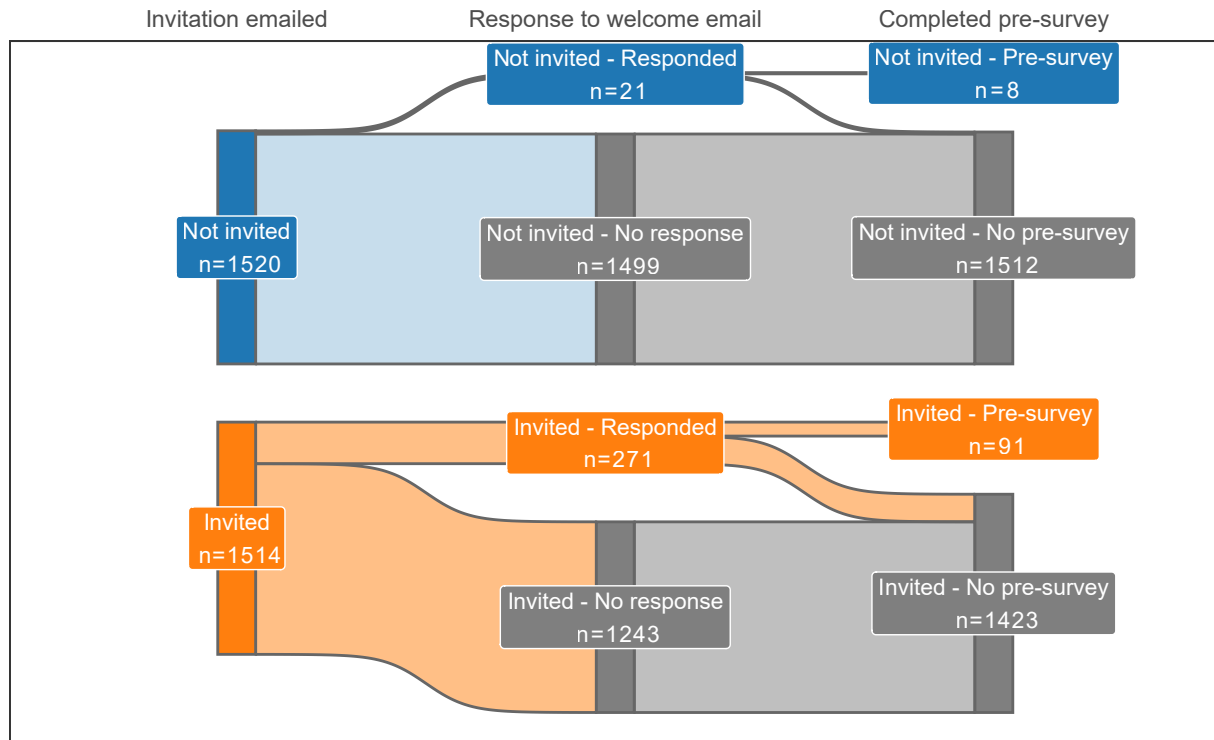 Invitation emailed
Response to welcome email
Completed pre-survey
Not invited - Responded
n=21
Not invited - Pre-survey
n=8
Not invited
n=1520
Not invited - No response
n=1499
Not invited - No pre-survey
n=1512
Invited - Responded
n=271
Invited - Pre-survey
n=91
Invited
n=1514
Invited - No response
n=1243
Invited - No pre-survey
n=1423